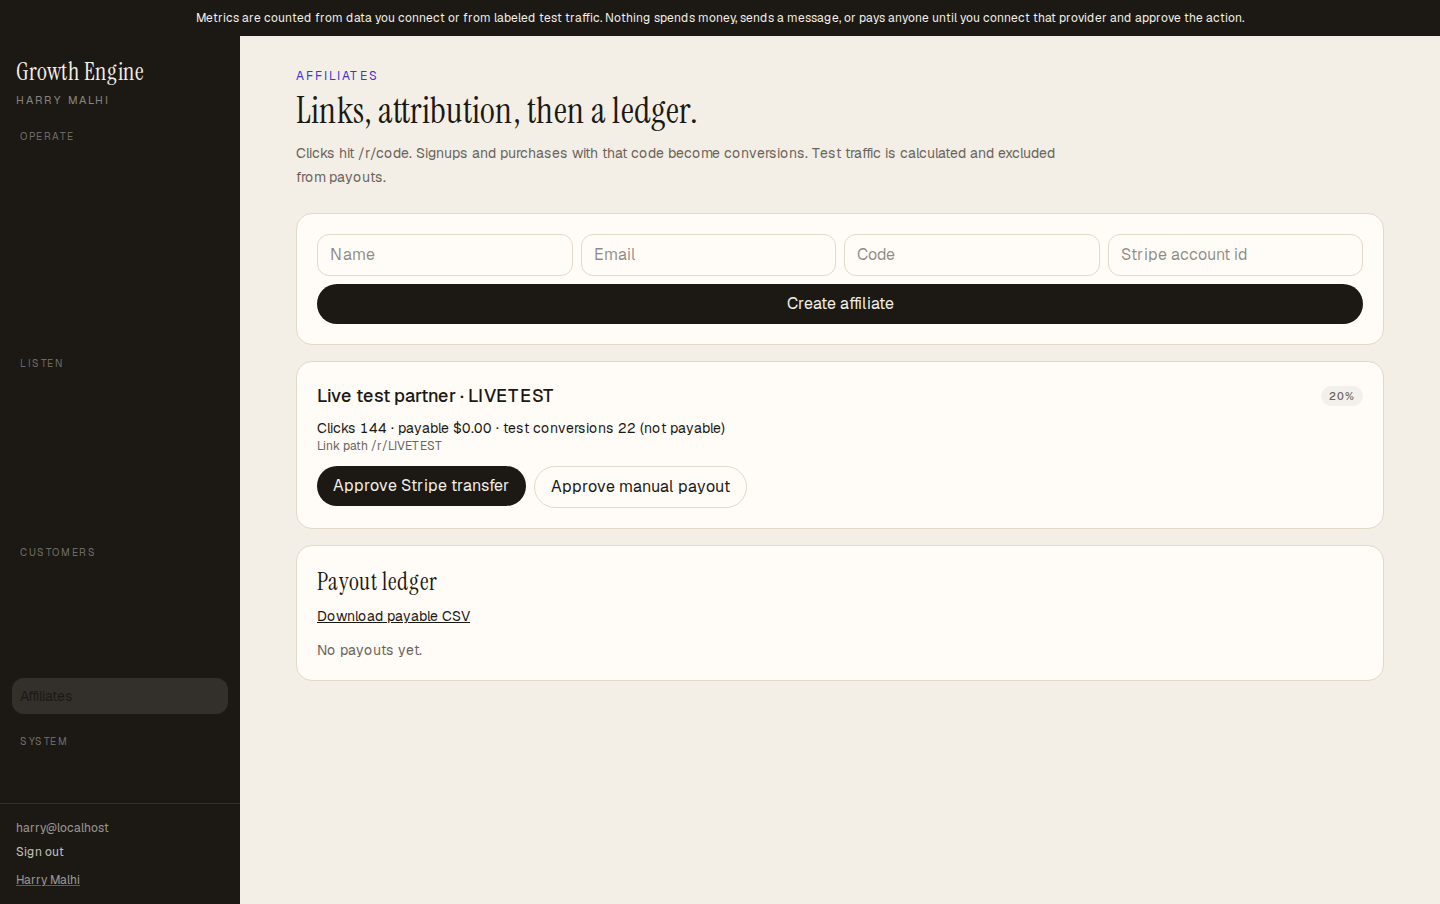 Metrics are counted from data you connect or from labeled test traffic. Nothing spends money, sends a message, or pays anyone until you connect that provider and approve the action.
Growth Engine
HARRY MALHI
OPERATE
LISTEN
CUSTOMERS
Affiliates
SYSTEM
harry@localhost
Sign out
Harry Malhi
AFFILIATES
Links, attribution, then a ledger.
Clicks hit /r/code. Signups and purchases with that code become conversions. Test traffic is calculated and excluded
from payouts.
Name
Email
Code
Stripe account id
Create affiliate
Live test partner · LIVETEST
20%
Clicks 144 · payable $0.00 · test conversions 22 (not payable)
Link path /r/LIVETEST
Approve Stripe transfer
Approve manual payout
Payout ledger
Download payable CSV
No payouts yet.